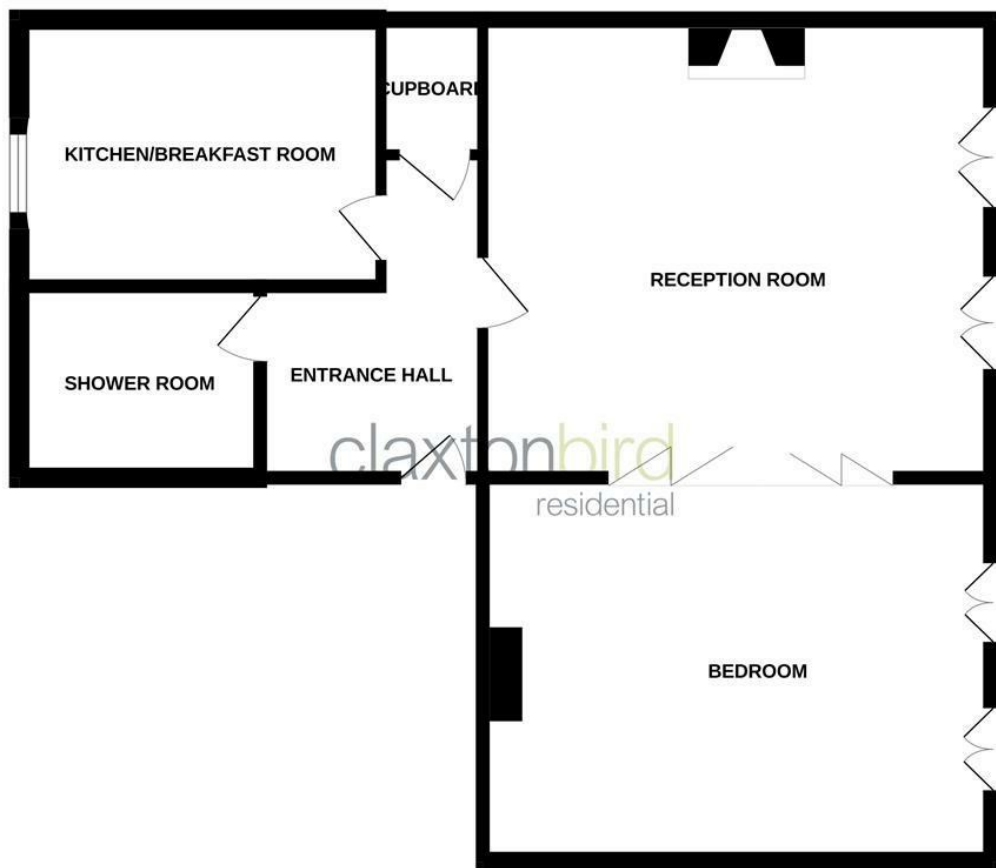 CUPBOARD
KITCHEN/BREAKFAST ROOM
RECEPTION ROOM
SHOWER ROOM
ENTRANCE HALL
claxtonbird
residential
BEDROOM